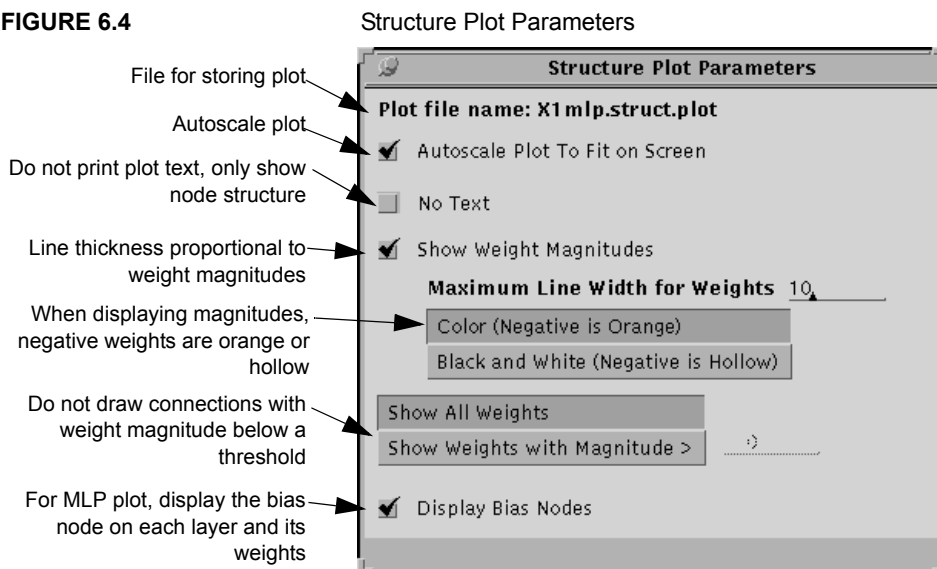 FIGURE 6.4 Structure Plot Parameters
Structure Plot Parameters
File for storing plot
Plot file name: X1mlp.struct.plot
Autoscale plot
Autoscale Plot To Fit on Screen
Do not print plot text, only show
node structure
No Text
Line thickness proportional to
weight magnitudes
Show Weight Magnitudes
Maximum Line Width for Weights 10
When displaying magnitudes,
negative weights are orange or
hollow
Color (Negative is Orange)
Black and White (Negative is Hollow)
Do not draw connections with
weight magnitude below a
threshold
Show All Weights
Show Weights with Magnitude >
For MLP plot, display the bias
node on each layer and its
weights
Display Bias Nodes